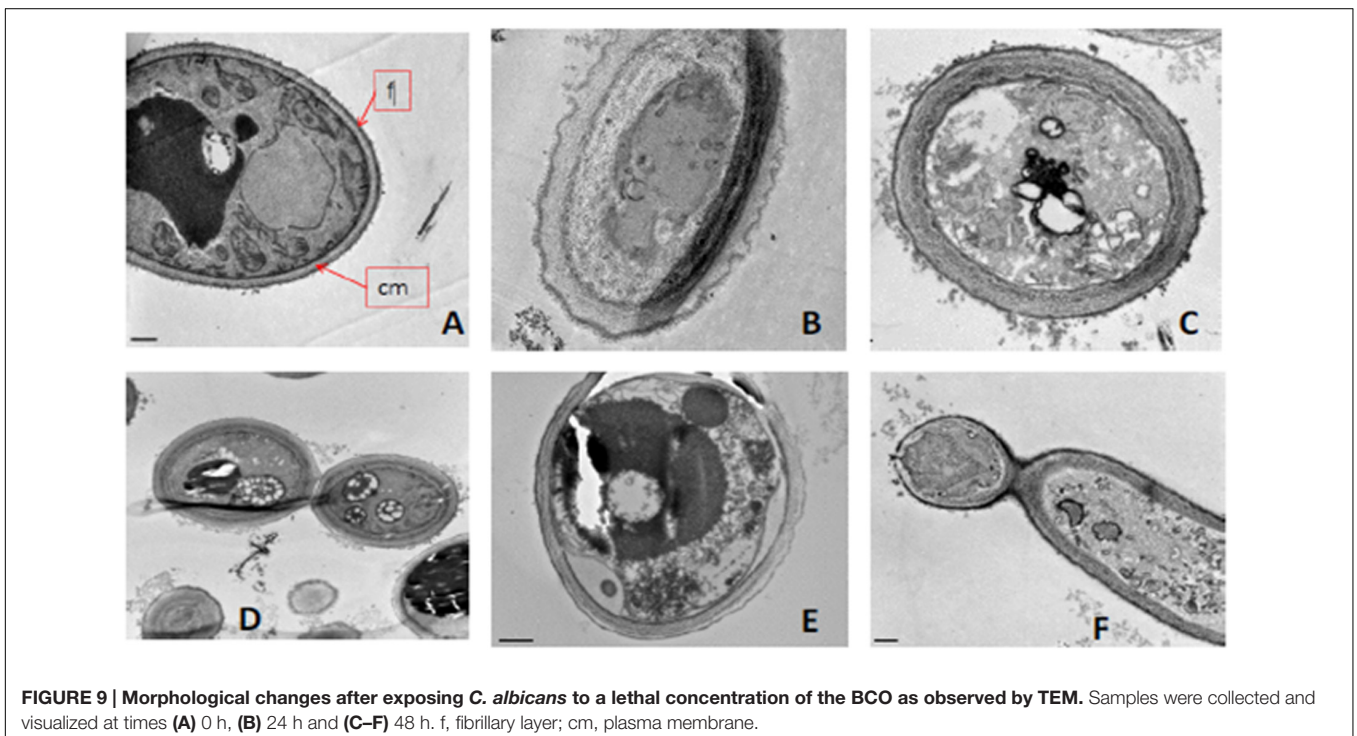 cm
A
B
C
D
E
F
FIGURE 9 | Morphological changes after exposing C. albicans to a lethal concentration of the BCO as observed by TEM. Samples were collected and
visualized at times (A) 0 h, (B) 24 h and (C–F) 48 h. f, fibrillary layer; cm, plasma membrane.